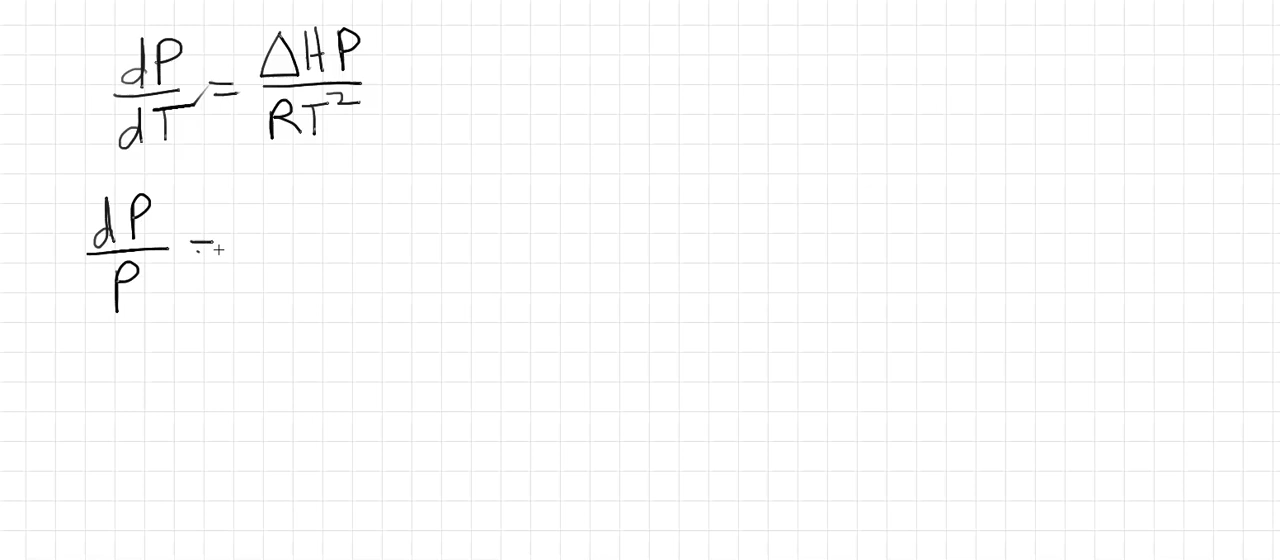 dP/dT = ΔHP/RT²
dP/P =